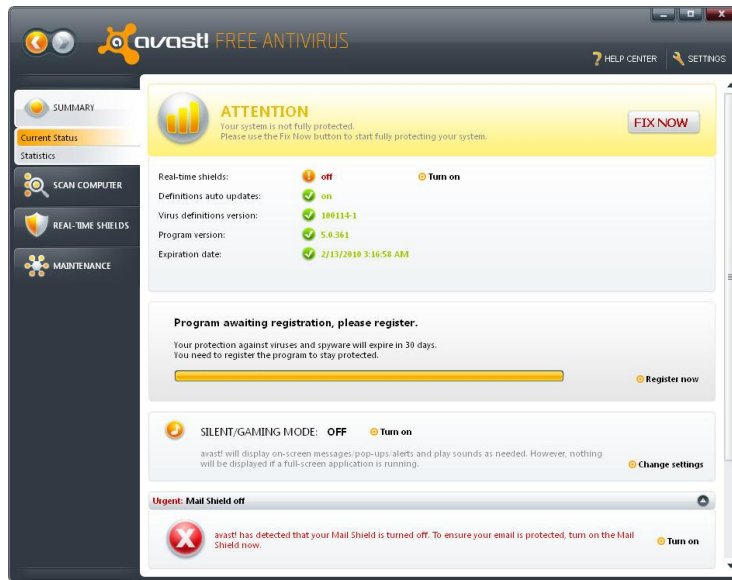 avast! FREE ANTIVIRUS
HELP CENTER SETTINGS
SUMMARY
Current Status
Statistics
SCAN COMPUTER
REAL-TIME SHIELDS
MAINTENANCE
ATTENTION
Your system is not fully protected.
Please use the Fix Now button to start fully protecting your system.
FIX NOW
Real-time shields: off Turn on
Definitions auto updates: on
Virus definitions version: 100114-1
Program version: 5.0.361
Expiration date: 2/13/2010 3:16:58 AM
Program awaiting registration, please register.
Your protection against viruses and spyware will expire in 30 days.
You need to register the program to stay protected.
Register now
SILENT/GAMING MODE: OFF Turn on
avast! will display on-screen messages/pop-ups/alerts and play sounds as needed. However, nothing
will be displayed if a full-screen application is running.
Change settings
Urgent: Mail Shield off
avast! has detected that your Mail Shield is turned off. To ensure your email is protected, turn on the Mail
Shield now.
Turn on